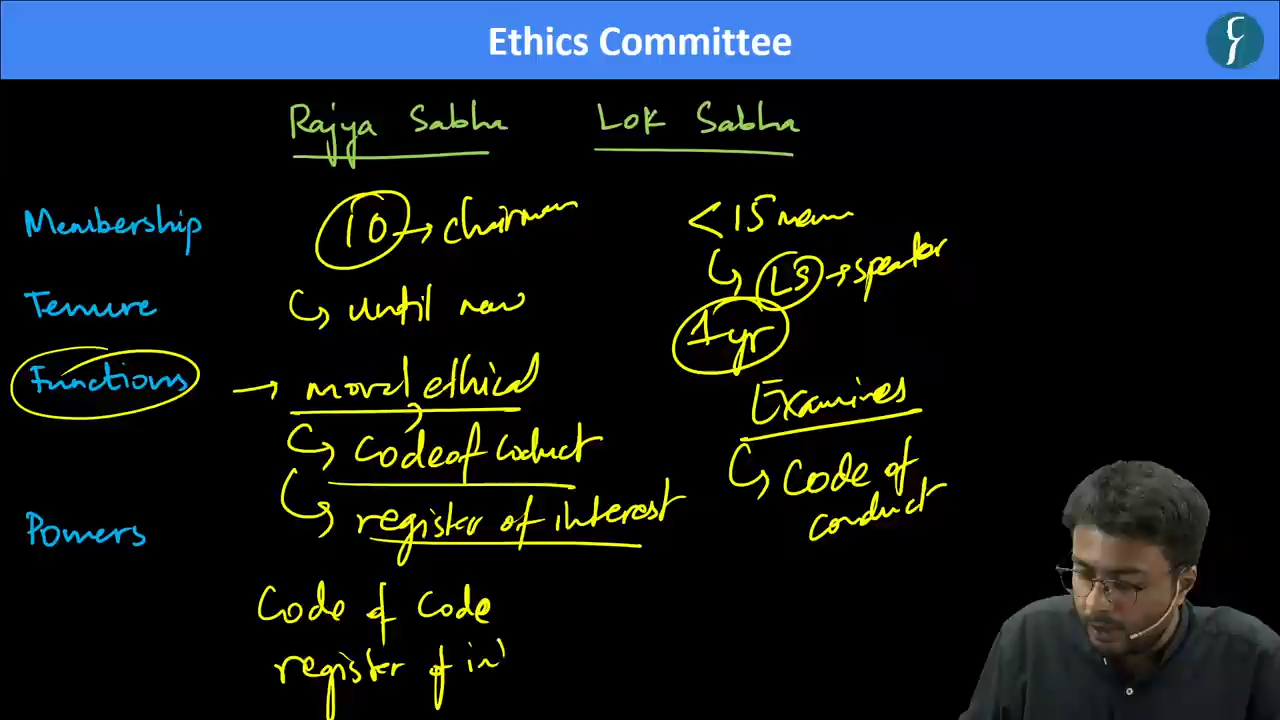 Ethics Committee
Rajya Sabha Lok Sabha
Membership 10 → chairman < 15 mem
LS → speaker
Tenure until new 1 yr
Functions → moral, ethical Examines
code of coduct code of
register of interest conduct
Powers
Code of Code
register of in